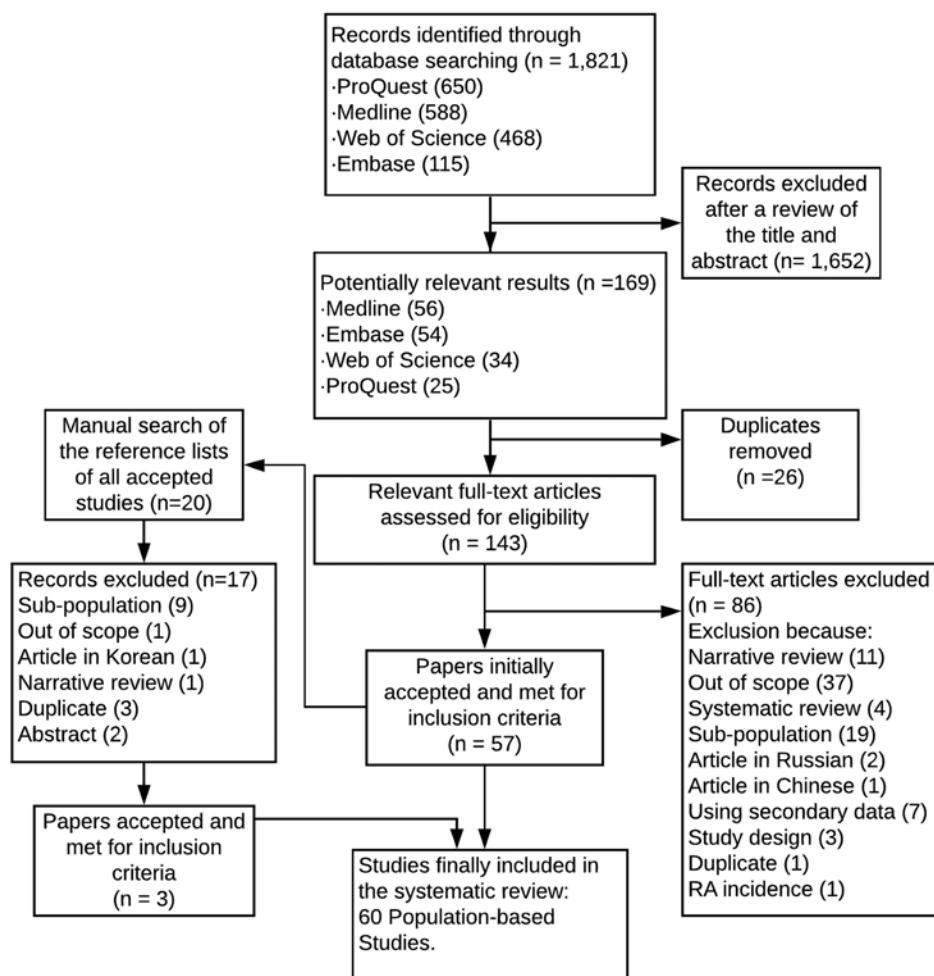 Records identified through
database searching (n = 1,821)
·ProQuest (650)
·Medline (588)
·Web of Science (468)
·Embase (115)
Records excluded
after a review of
the title and
abstract (n= 1,652)
Potentially relevant results (n =169)
·Medline (56)
·Embase (54)
·Web of Science (34)
·ProQuest (25)
Duplicates
removed
(n =26)
Manual search of
the reference lists
of all accepted
studies (n=20)
Relevant full-text articles
assessed for eligibility
(n = 143)
Records excluded (n=17)
Sub-population (9)
Out of scope (1)
Article in Korean (1)
Narrative review (1)
Duplicate (3)
Abstract (2)
Full-text articles excluded
(n = 86)
Exclusion because:
Narrative review (11)
Out of scope (37)
Systematic review (4)
Sub-population (19)
Article in Russian (2)
Article in Chinese (1)
Using secondary data (7)
Study design (3)
Duplicate (1)
RA incidence (1)
Papers initially
accepted and met for
inclusion criteria
(n = 57)
Papers accepted and
met for inclusion
criteria
(n = 3)
Studies finally included in
the systematic review:
60 Population-based
Studies.